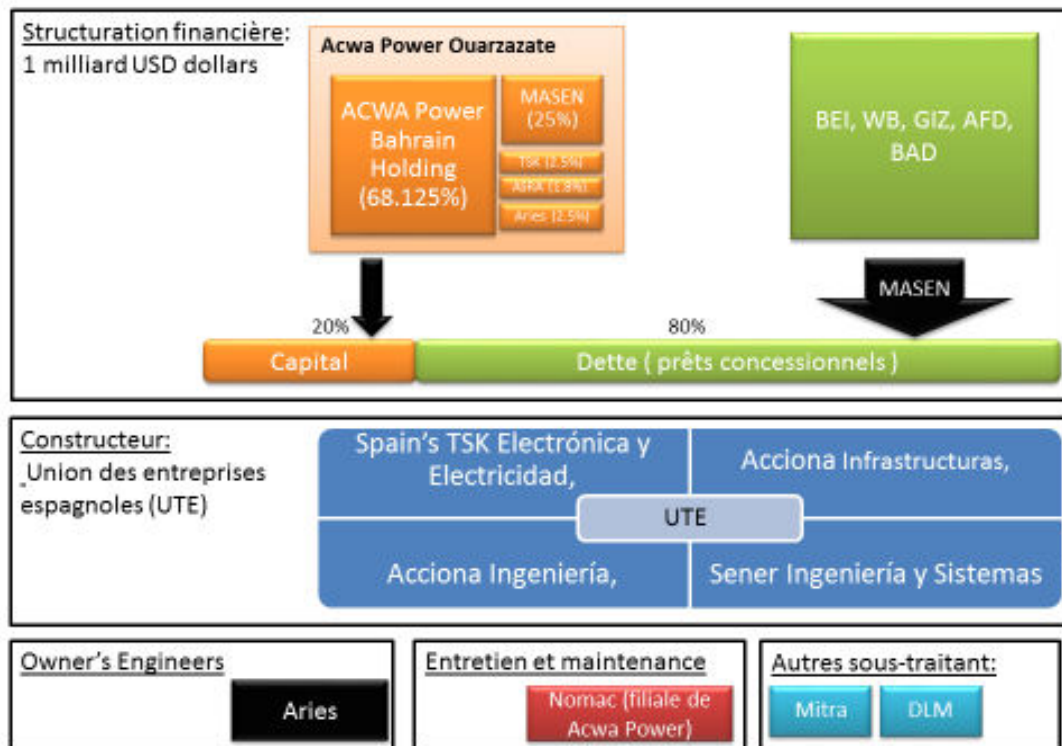 Structuration financière:
1 milliard USD dollars
Acwa Power Ouarzazate
ACWA Power
Bahrain
Holding
(68.125%)
MASEN
(25%)
TSK (2.5%)
ASRA (1.8%)
Aries (2.5%)
BEI, WB, GIZ, AFD,
BAD
MASEN
20%
80%
Capital
Dette ( prêts concessionnels )
Constructeur:
Union des entreprises
espagnoles (UTE)
Spain's TSK Electrónica y
Electricidad,
Acciona Infrastructuras,
UTE
Acciona Ingeniería,
Sener Ingeniería y Sistemas
Owner's Engineers
Aries
Entretien et maintenance
Nomac (filiale de
Acwa Power)
Autres sous-traitant:
Mitra
DLM